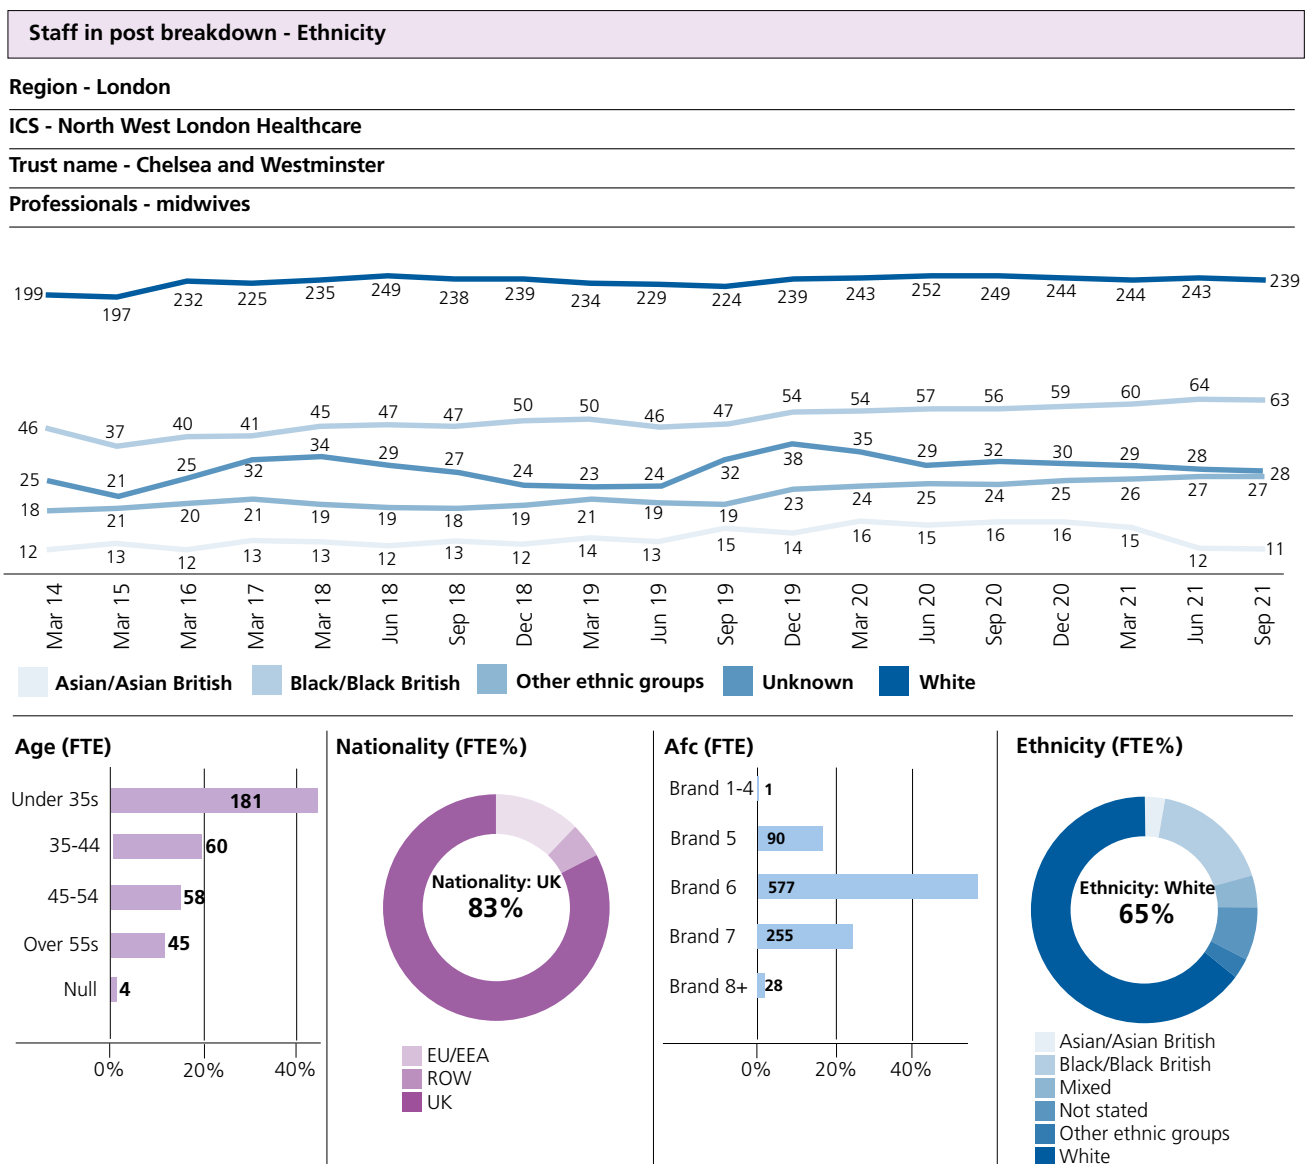 Staff in post breakdown - Ethnicity
Region - London
ICS - North West London Healthcare
Trust name - Chelsea and Westminster
Professionals - midwives
199 197 232 225 235 249 238 239 234 229 224 239 243 252 249 244 244 243 239
46 37 40 41 45 47 47 50 50 46 47 54 54 57 56 59 60 64 63
25 21 25 32 34 29 27 24 23 24 32 38 35 29 32 30 29 28 28
18 21 20 21 19 19 18 19 21 19 19 23 24 25 24 25 26 27 27
12 13 12 13 13 12 13 12 14 13 15 14 16 15 16 16 15 12 11
Mar 14 Mar 15 Mar 16 Mar 17 Mar 18 Jun 18 Sep 18 Dec 18 Mar 19 Jun 19 Sep 19 Dec 19 Mar 20 Jun 20 Sep 20 Dec 20 Mar 21 Jun 21 Sep 21
Asian/Asian British Black/Black British Other ethnic groups Unknown White
Age (FTE)
Under 35s 181
35-44 60
45-54 58
Over 55s 45
Null 4
0% 20% 40%
Nationality (FTE%)
Nationality: UK
83%
EU/EEA
ROW
UK
Afc (FTE)
Brand 1-4 1
Brand 5 90
Brand 6 577
Brand 7 255
Brand 8+ 28
0% 20% 40%
Ethnicity (FTE%)
Ethnicity: White
65%
Asian/Asian British
Black/Black British
Mixed
Not stated
Other ethnic groups
White